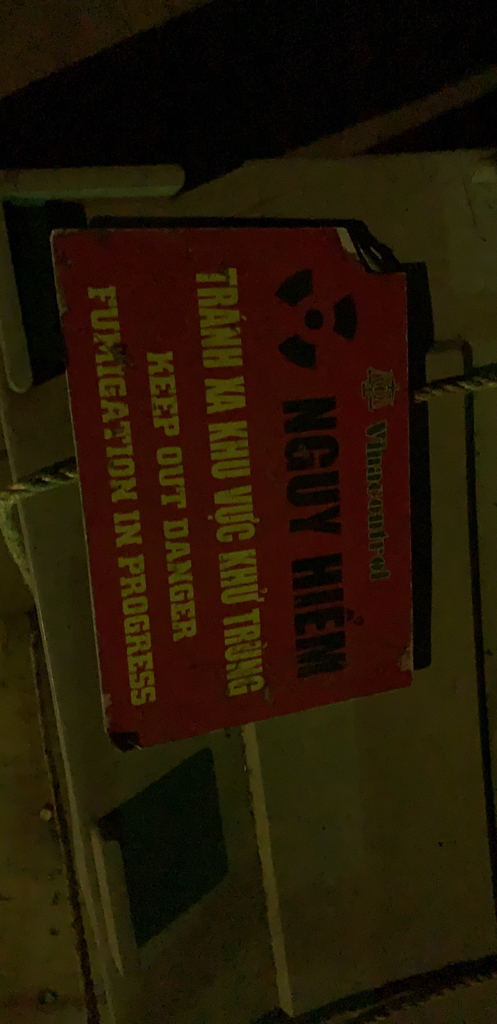 Vinacontrol
NGUY HIỂM
TRÁNH XA KHU VỰC KHỬ TRÙNG
KEEP OUT DANGER
FUMIGATION IN PROGRESS